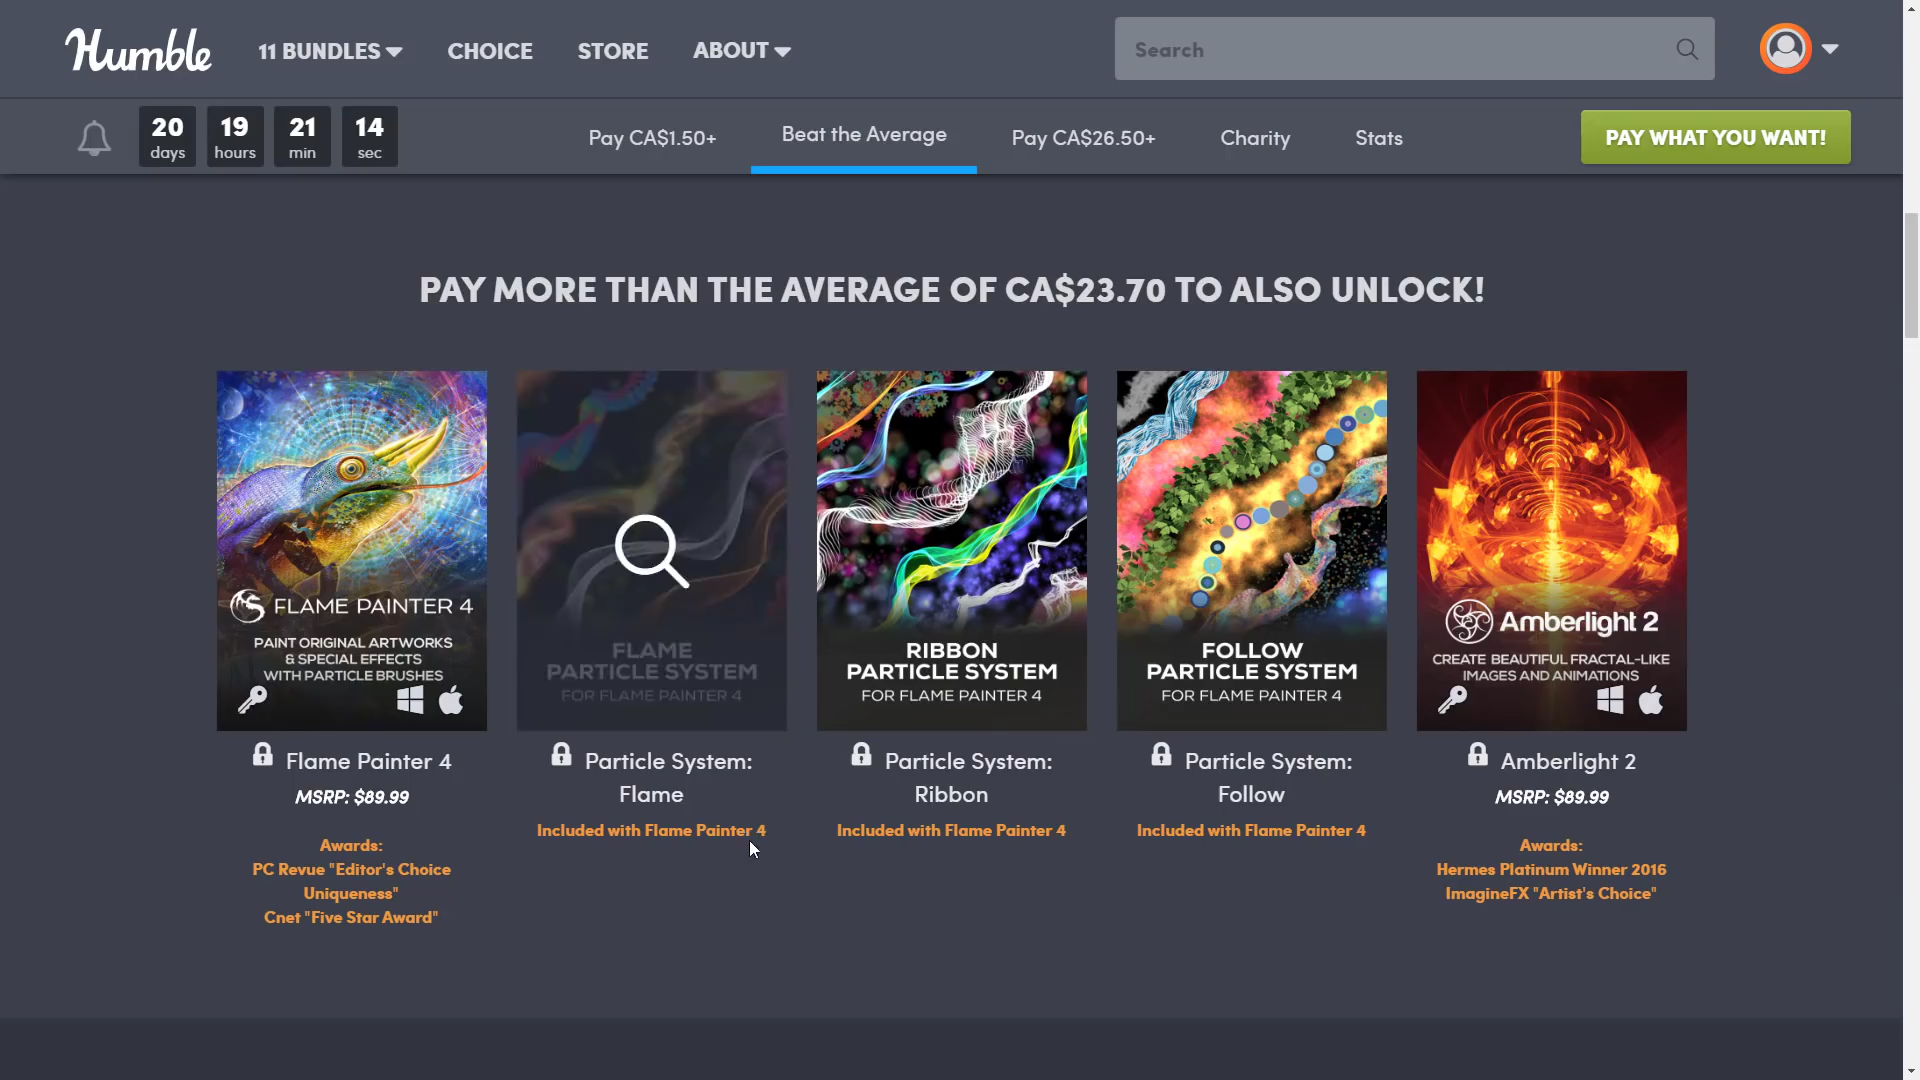 Humble
11 BUNDLES
CHOICE
STORE
ABOUT
Search
20 days
19 hours
21 min
14 sec
Pay CA$1.50+
Beat the Average
Pay CA$26.50+
Charity
Stats
PAY WHAT YOU WANT!
PAY MORE THAN THE AVERAGE OF CA$23.70 TO ALSO UNLOCK!
FLAME PAINTER 4
PAINT ORIGINAL ARTWORKS
& SPECIAL EFFECTS
WITH PARTICLE BRUSHES
Flame Painter 4
MSRP: $89.99
Awards:
PC Revue "Editor's Choice
Uniqueness"
Cnet "Five Star Award"
FLAME
PARTICLE SYSTEM
FOR FLAME PAINTER 4
Particle System:
Flame
Included with Flame Painter 4
RIBBON
PARTICLE SYSTEM
FOR FLAME PAINTER 4
Particle System:
Ribbon
Included with Flame Painter 4
FOLLOW
PARTICLE SYSTEM
FOR FLAME PAINTER 4
Particle System:
Follow
Included with Flame Painter 4
Amberlight 2
CREATE BEAUTIFUL FRACTAL-LIKE
IMAGES AND ANIMATIONS
Amberlight 2
MSRP: $89.99
Awards:
Hermes Platinum Winner 2016
ImagineFX "Artist's Choice"